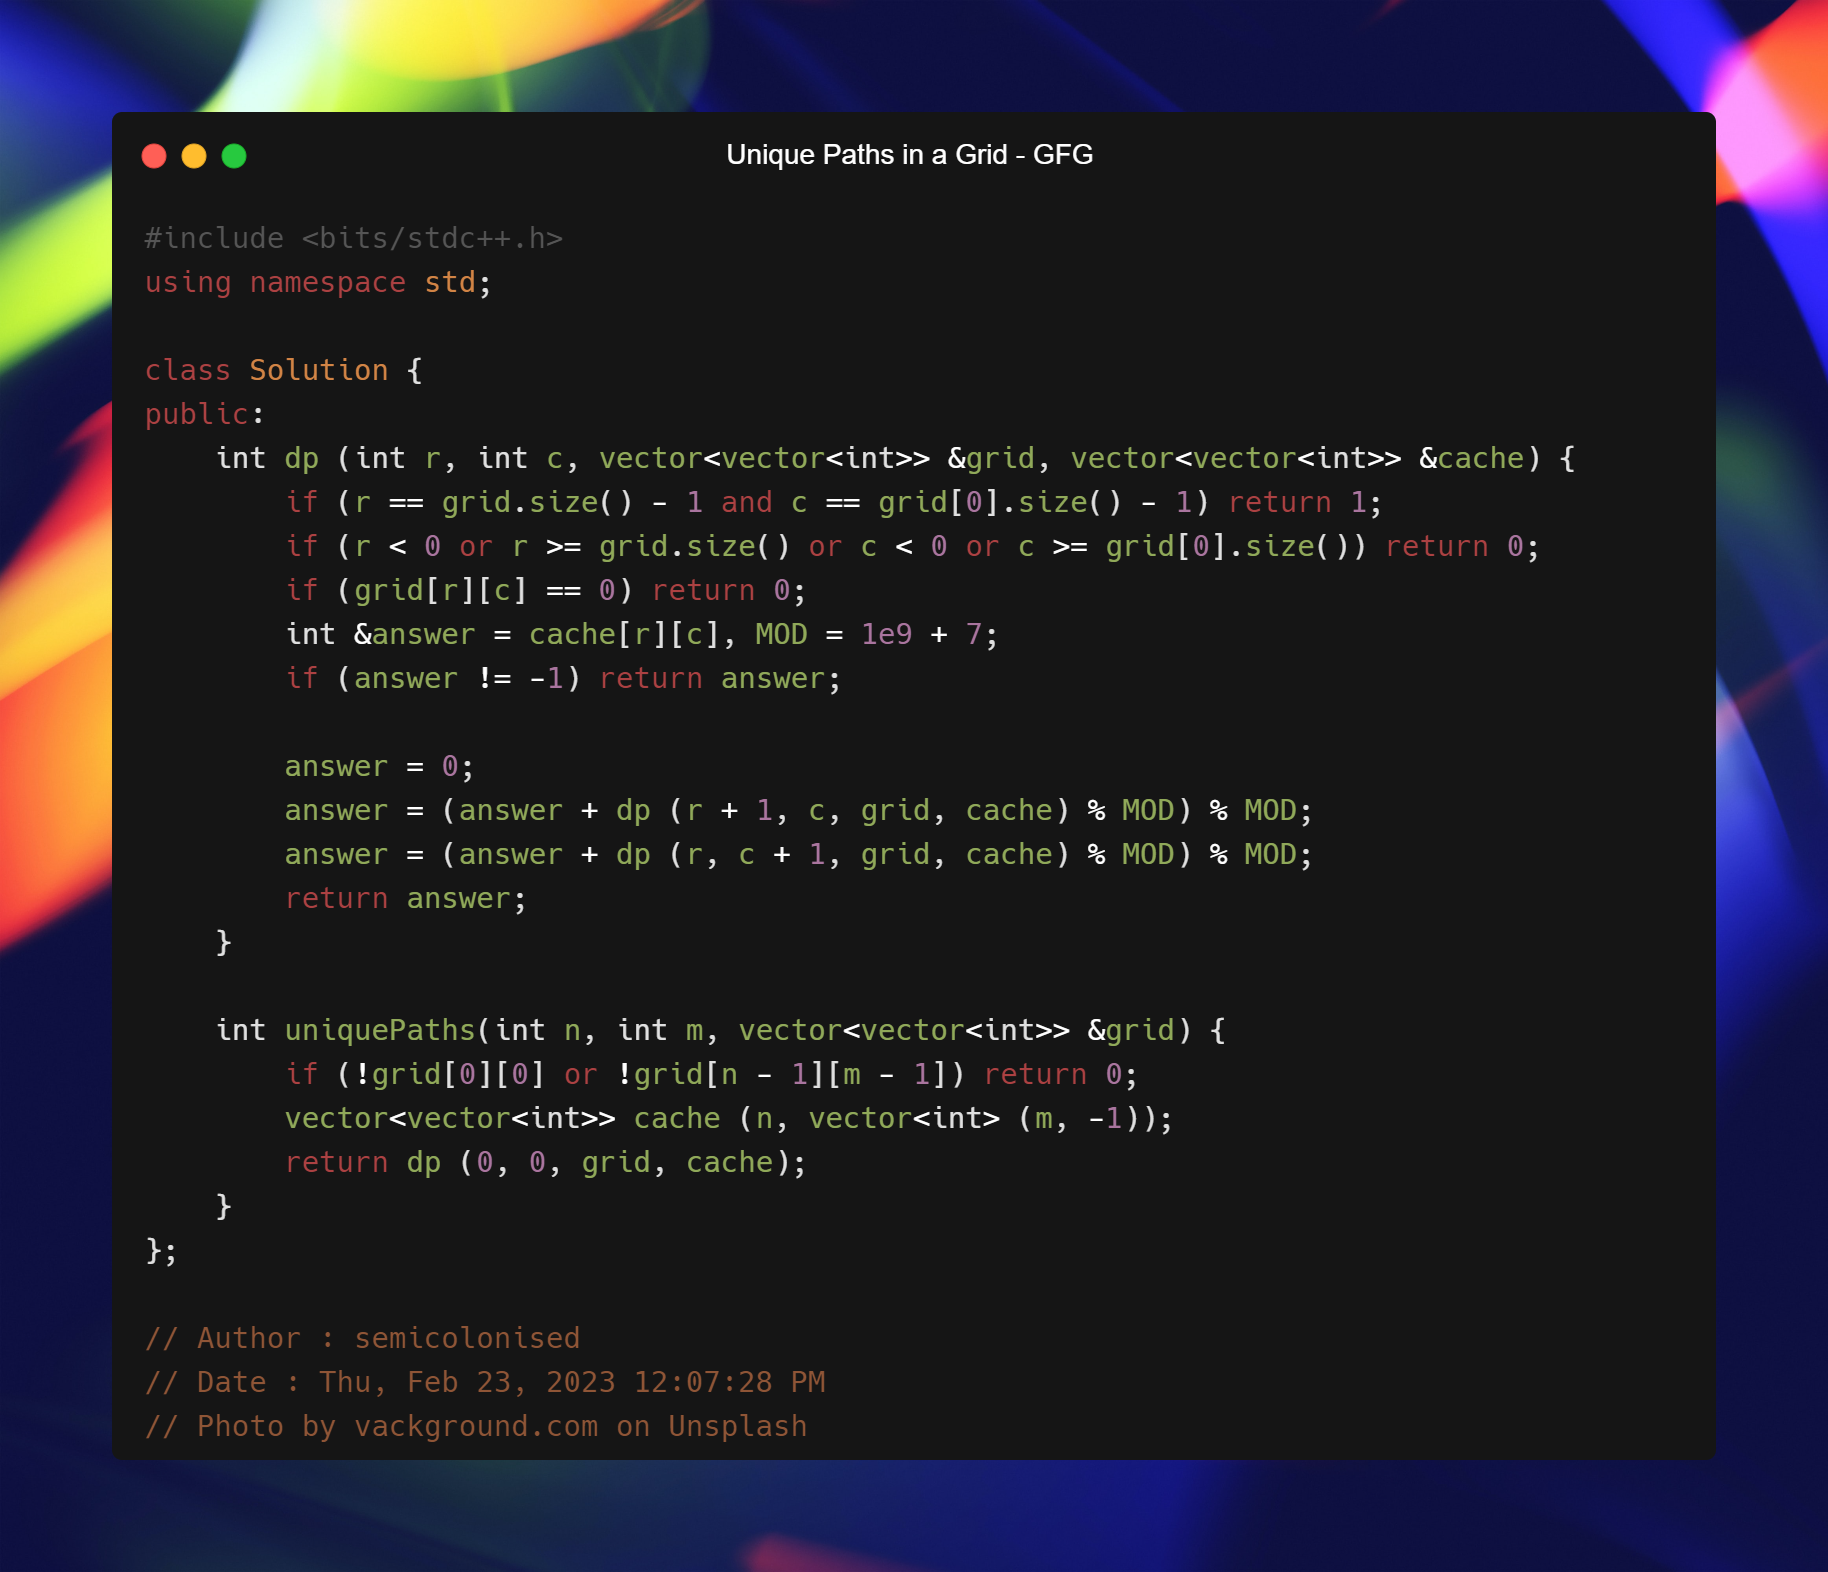 Unique Paths in a Grid - GFG
#include <bits/stdc++.h>
using namespace std;
class Solution {
public:
    int dp (int r, int c, vector<vector<int>> &grid, vector<vector<int>> &cache) {
        if (r == grid.size() - 1 and c == grid[0].size() - 1) return 1;
        if (r < 0 or r >= grid.size() or c < 0 or c >= grid[0].size()) return 0;
        if (grid[r][c] == 0) return 0;
        int &answer = cache[r][c], MOD = 1e9 + 7;
        if (answer != -1) return answer;
        answer = 0;
        answer = (answer + dp (r + 1, c, grid, cache) % MOD) % MOD;
        answer = (answer + dp (r, c + 1, grid, cache) % MOD) % MOD;
        return answer;
    }
    int uniquePaths(int n, int m, vector<vector<int>> &grid) {
        if (!grid[0][0] or !grid[n - 1][m - 1]) return 0;
        vector<vector<int>> cache (n, vector<int> (m, -1));
        return dp (0, 0, grid, cache);
    }
};
// Author : semicolonised
// Date : Thu, Feb 23, 2023 12:07:28 PM
// Photo by vackground.com on Unsplash